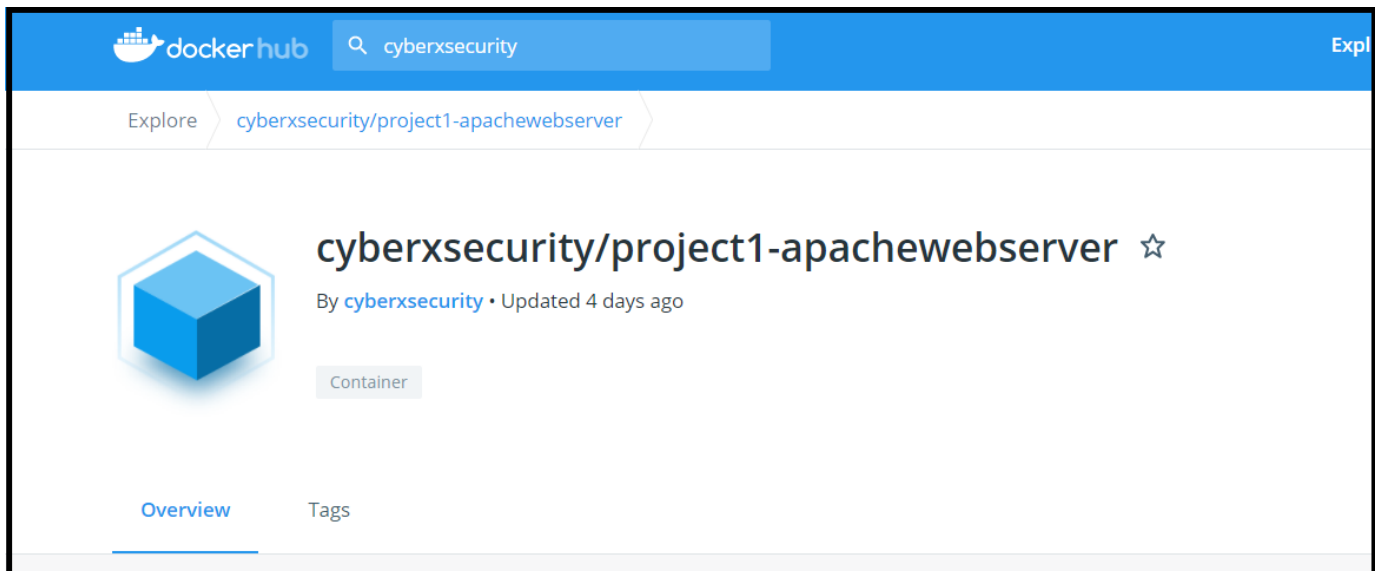 dockerhub cyberxsecurity Expl
Explore cyberxsecurity/project1-apachewebserver
cyberxsecurity/project1-apachewebserver
By cyberxsecurity • Updated 4 days ago
Container
Overview Tags